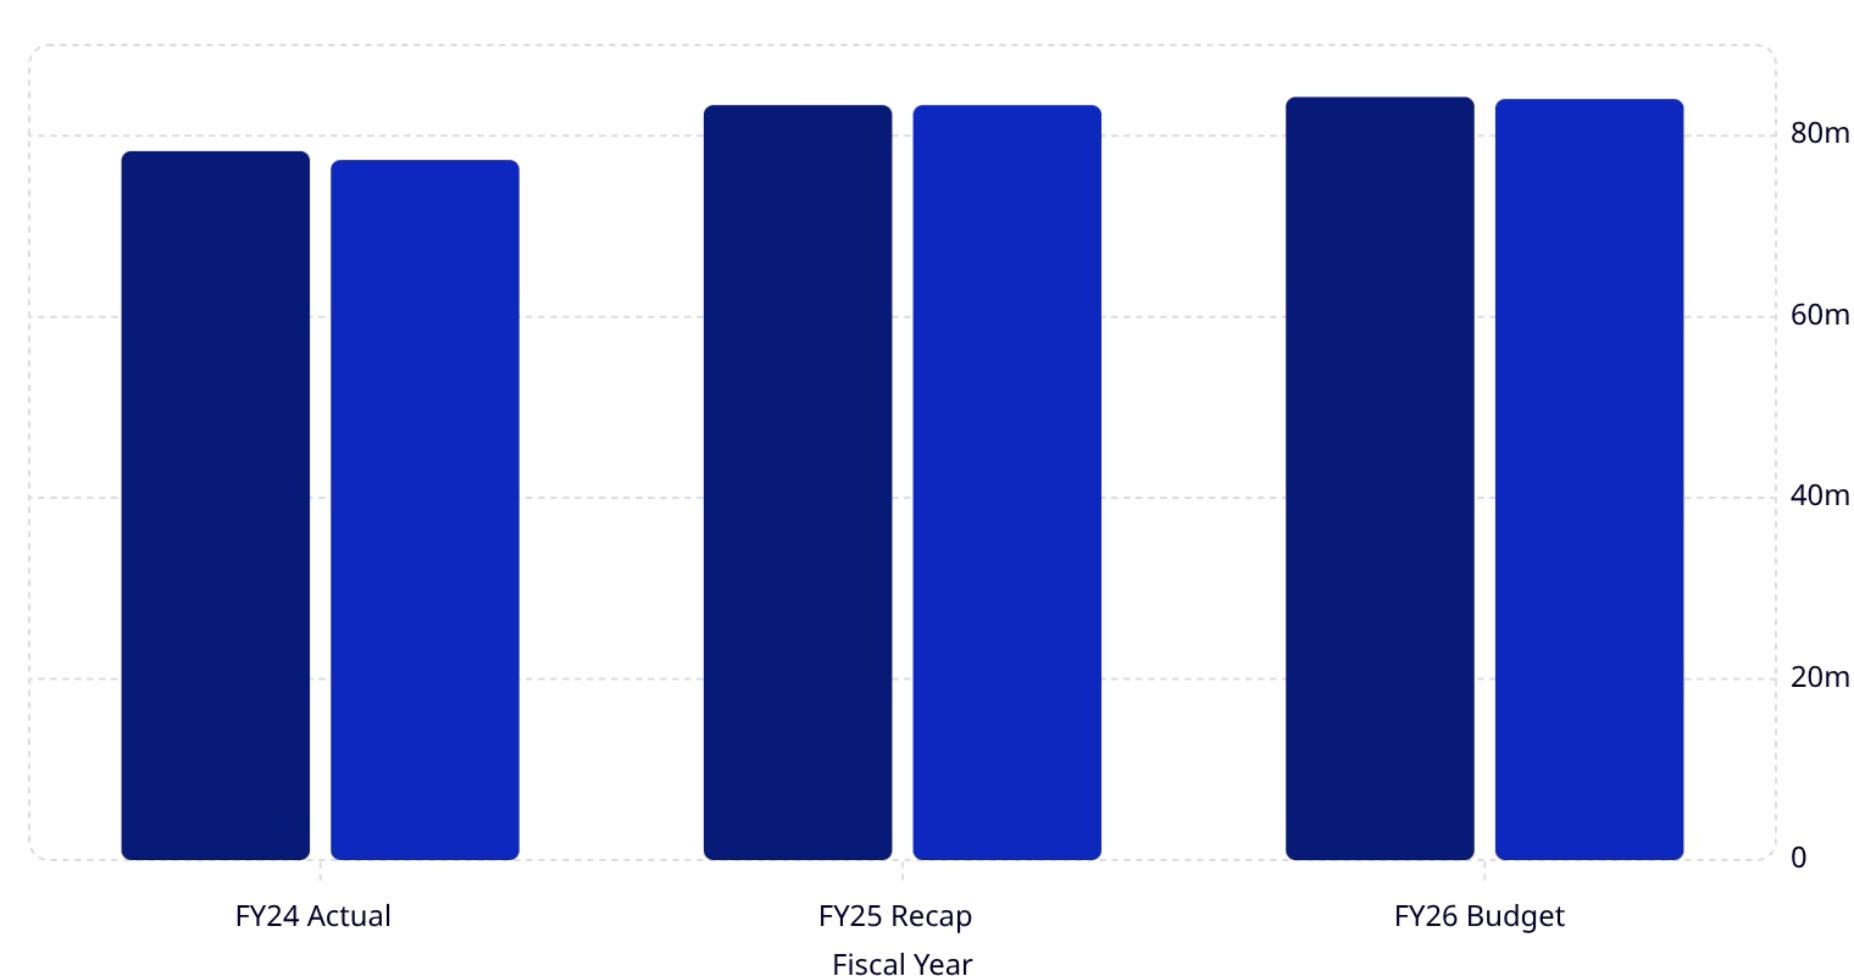 80m
60m
40m
20m
0
FY24 Actual
FY25 Recap
FY26 Budget
Fiscal Year